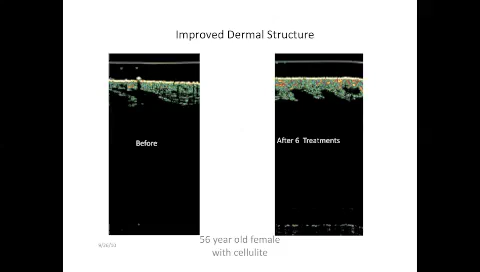 Improved Dermal Structure
Before
After 6 Treatments
56 year old female
with cellulite